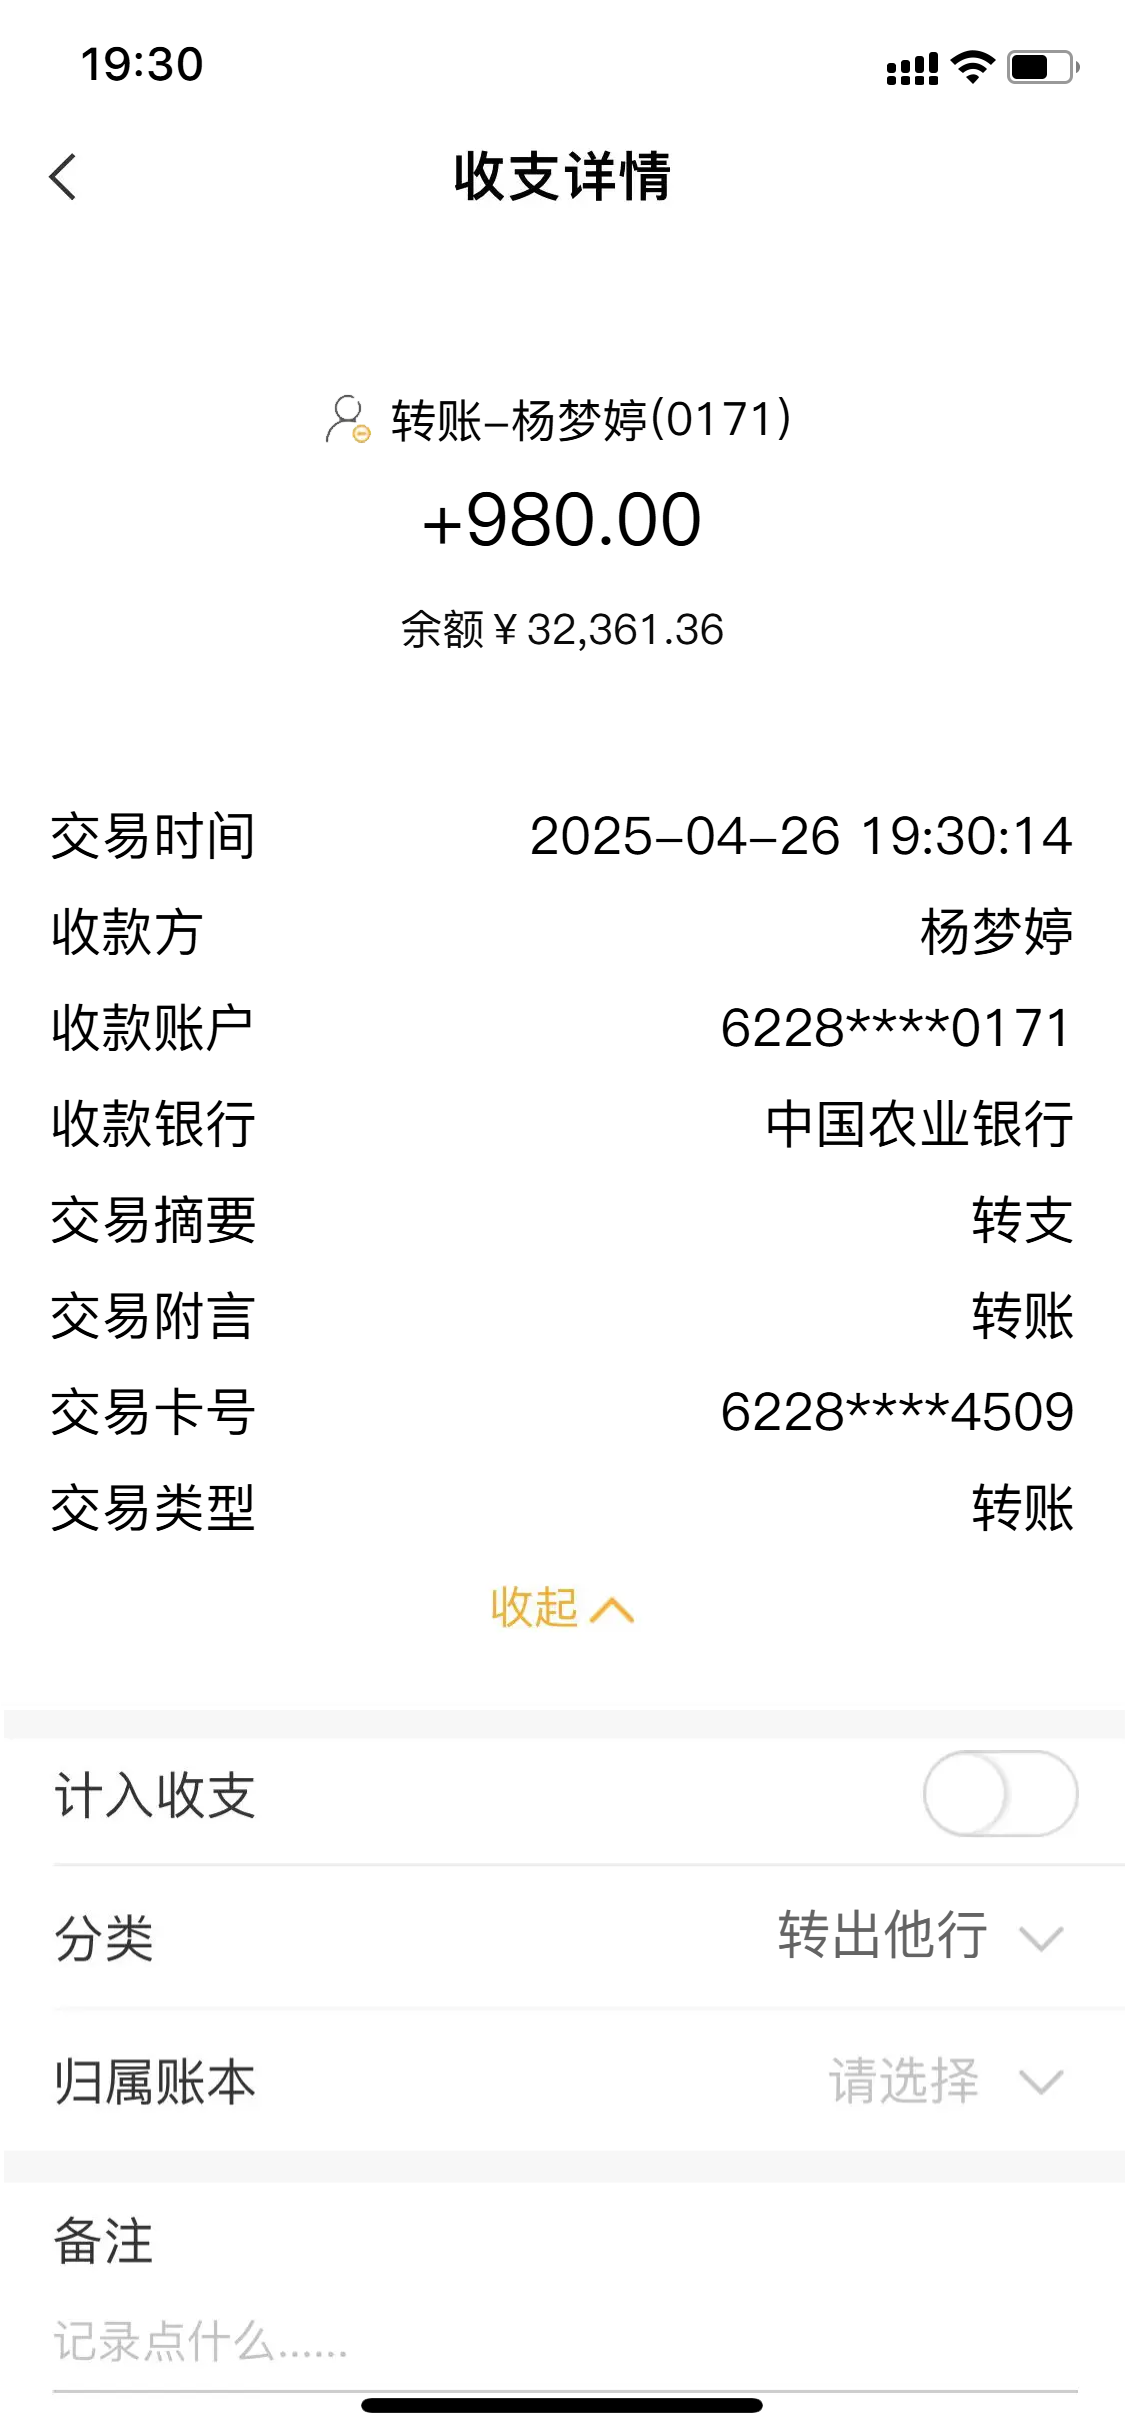 19:30
收支详情
转账-杨梦婷(0171)
+980.00
余额¥32,361.36
交易时间 2025-04-26 19:30:14
收款方 杨梦婷
收款账户 6228****0171
收款银行 中国农业银行
交易摘要 转支
交易附言 转账
交易卡号 6228****4509
交易类型 转账
收起
计入收支
分类 转出他行
归属账本 请选择
备注
记录点什么......